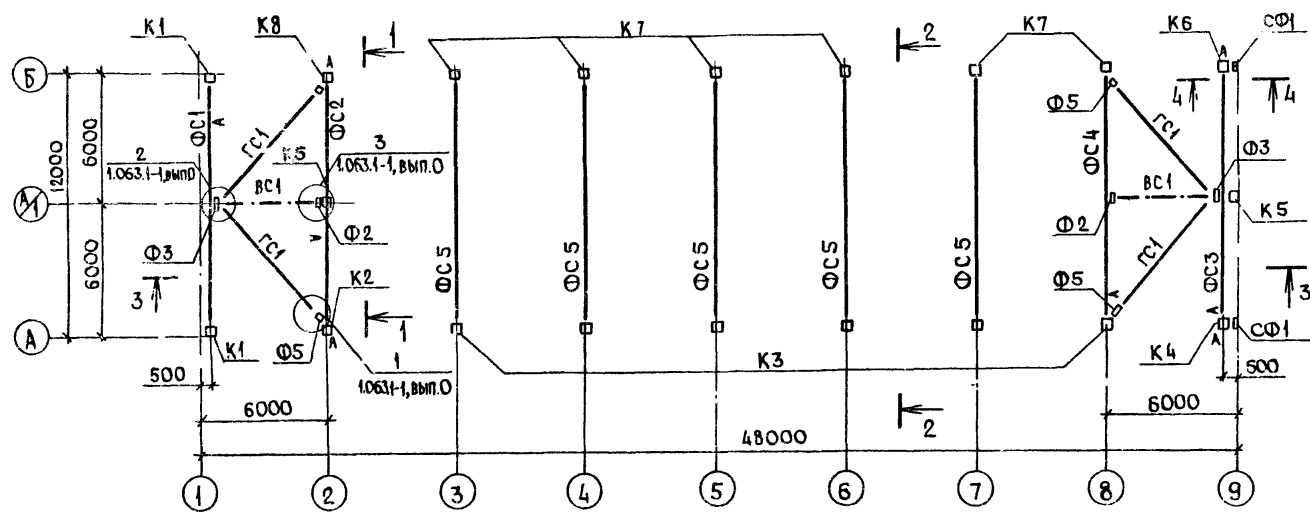 К1
К8
1
К7
2
К7
К6
СФ1
Б
А
А
4
4
Ф5
ФС1
А
ФС2
ГС1
3
1.063.1-1, ВЫП.0
К5
2
1.063.1-1, ВЫП0
ВС1
12000
6000
6000
А/1
ФС4
ГС1
Ф3
ВС1
К5
Ф2
Ф2
А
Ф3
ГС1
ФС5
ФС5
ФС5
ФС5
ФС5
ГС1
ФС3
3
К2
Ф5
А
А
3
А
1
А
А
К1
Ф5
К3
К4
СФ1
500
1
1.063.1-1, ВЫП.0
500
6000
2
6000
48000
1
2
3
4
5
6
7
8
9